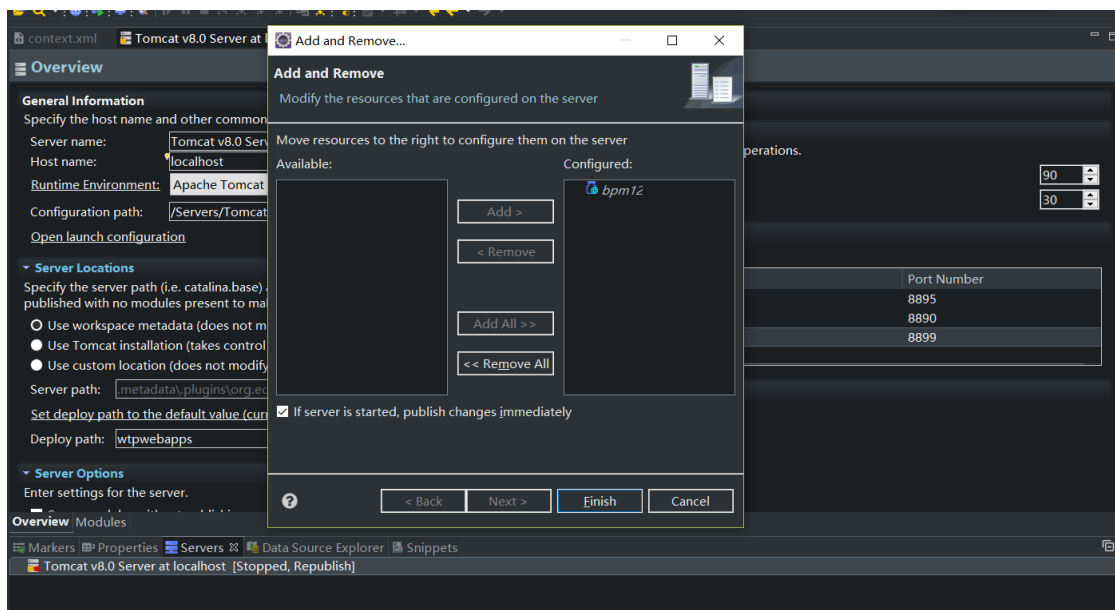 context.xml
Tomcat v8.0 Server at
Overview
General Information
Specify the host name and other common
Server name:
Tomcat v8.0 Serv
Host name:
localhost
Runtime Environment:
Apache Tomcat
Configuration path:
/Servers/Tomcat
Open launch configuration
Server Locations
Specify the server path (i.e. catalina.base)
published with no modules present to ma
Use workspace metadata (does not m
Use Tomcat installation (takes control
Use custom location (does not modify
Server path:
.metadata\.plugins\org.ec
Set deploy path to the default value (curr
Deploy path:
wtpwebapps
Server Options
Enter settings for the server.
Overview Modules
Add and Remove...
Add and Remove
Modify the resources that are configured on the server
Move resources to the right to configure them on the server
Available:
Configured:
bpm12
Add >
< Remove
Add All >>
<< Remove All
If server is started, publish changes immediately
< Back
Next >
Finish
Cancel
perations.
90
30
Port Number
8895
8890
8899
Markers Properties Servers Data Source Explorer Snippets
Tomcat v8.0 Server at localhost [Stopped, Republish]